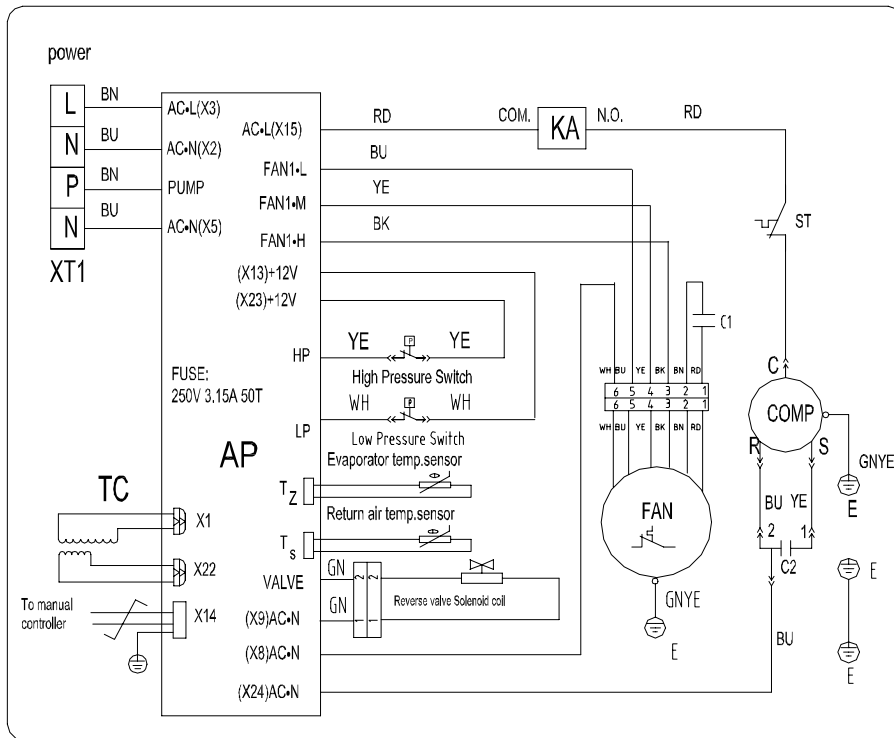 power
L BN AC•L(X3)
N BU AC•N(X2)
P BN PUMP
N BU AC•N(X5)
XT1
AC•L(X15) RD COM. KA N.O. RD
FAN1•L BU
FAN1•M YE
FAN1•H BK
ST
(X13)+12V
(X23)+12V
HP YE P YE
High Pressure Switch
FUSE:
250V 3.15A 50T
LP WH P WH
Low Pressure Switch
AP
Evaporator temp.sensor
TZ
Return air temp.sensor
Ts
TC
X1
X22
X14
To manual
controller
VALVE GN 2 2
(X9)AC•N GN 1 1
Reverse valve Solenoid coil
(X8)AC•N
(X24)AC•N
C1
WH BU YE BK BN RD
6 5 4 3 2 1
6 5 4 3 2 1
WH BU YE BK BN RD
FAN
GNYE
E
C
COMP
R S
GNYE
E
BU YE
2 1
C2
BU
E
E